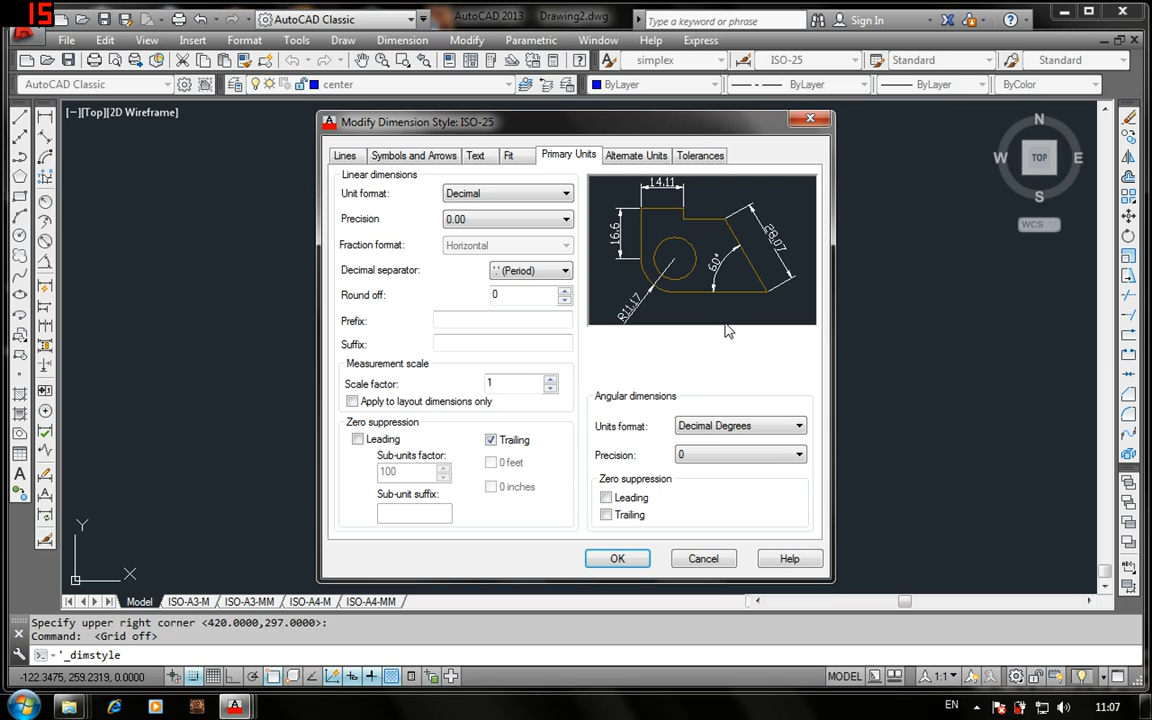 15
AutoCAD Classic
AutoCAD 2013 Drawing2.dwg
Type a keyword or phrase
Sign In
File Edit View Insert Format Tools Draw Dimension Modify Parametric Window Help Express
simplex ISO-25 Standard Standard
AutoCAD Classic center ByLayer ByLayer ByLayer ByColor
[−][Top][2D Wireframe]
N
W TOP E
S
WCS
Modify Dimension Style: ISO-25
Lines Symbols and Arrows Text Fit Primary Units Alternate Units Tolerances
Linear dimensions
Unit format: Decimal
Precision 0.00
Fraction format: Horizontal
Decimal separator: '.' (Period)
Round off: 0
Prefix:
Suffix:
Measurement scale
Scale factor: 1
Apply to layout dimensions only
Zero suppression
Leading Trailing
Sub-units factor: 0 feet
100
Sub-unit suffix: 0 inches
14.11
16.6
28.07
60°
R11.17
Angular dimensions
Units format: Decimal Degrees
Precision: 0
Zero suppression
Leading
Trailing
OK Cancel Help
Y
X
Model ISO-A3-M ISO-A3-MM ISO-A4-M ISO-A4-MM
Specify upper right corner <420.0000,297.0000>:
Command: <Grid off>
'_dimstyle
-122.3475, 259.2319, 0.0000 MODEL 1:1
EN 11:07